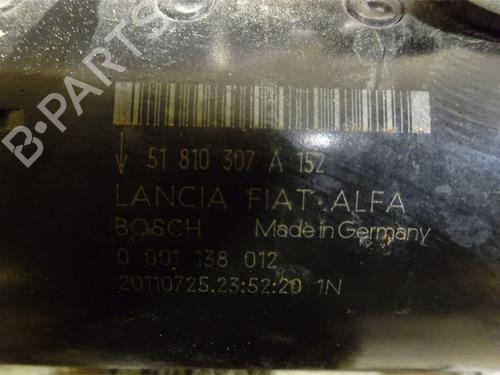 B-PARTS
51 810 307 A 152
LANCIA FIAT ALFA
BOSCH Made in Germany
0 001 138 012
20110725.23:52:20 1N